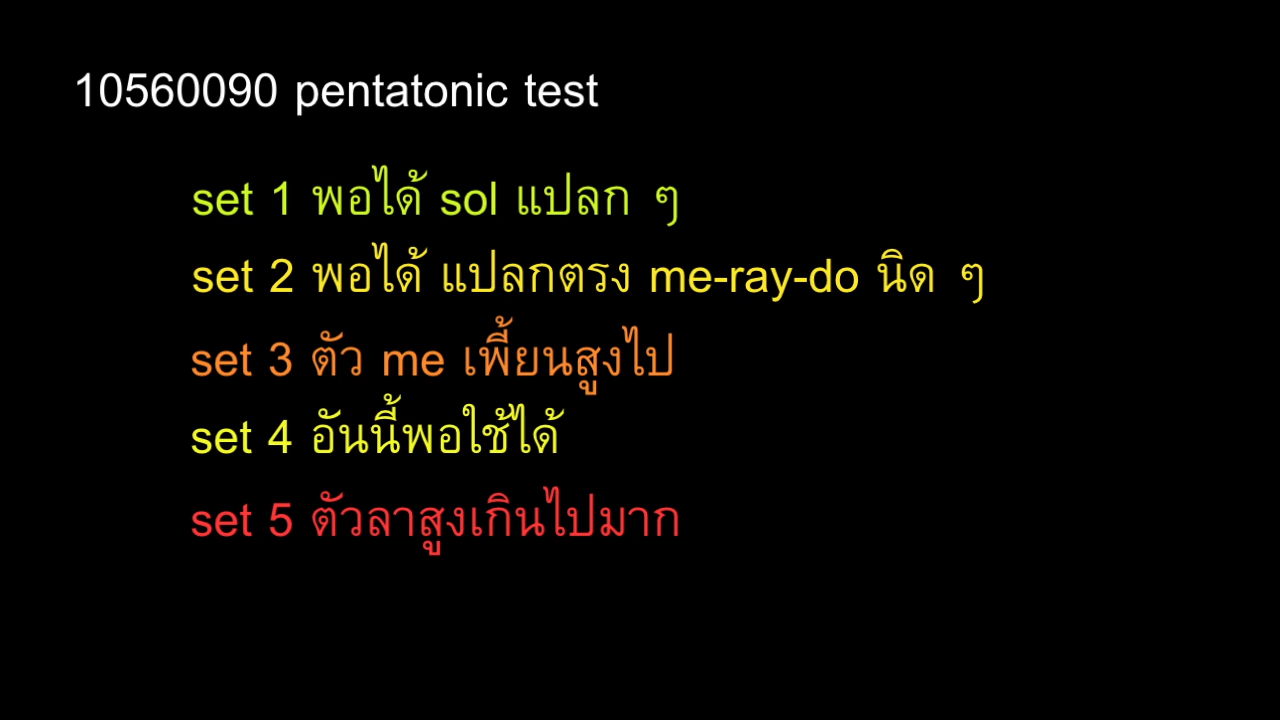 10560090 pentatonic test
set 1 พอได้ sol แปลก ๆ
set 2 พอได้ แปลกตรง me-ray-do นิด ๆ
set 3 ตัว me เพี้ยนสูงไป
set 4 อันนี้พอใช้ได้
set 5 ตัวลาสูงเกินไปมาก